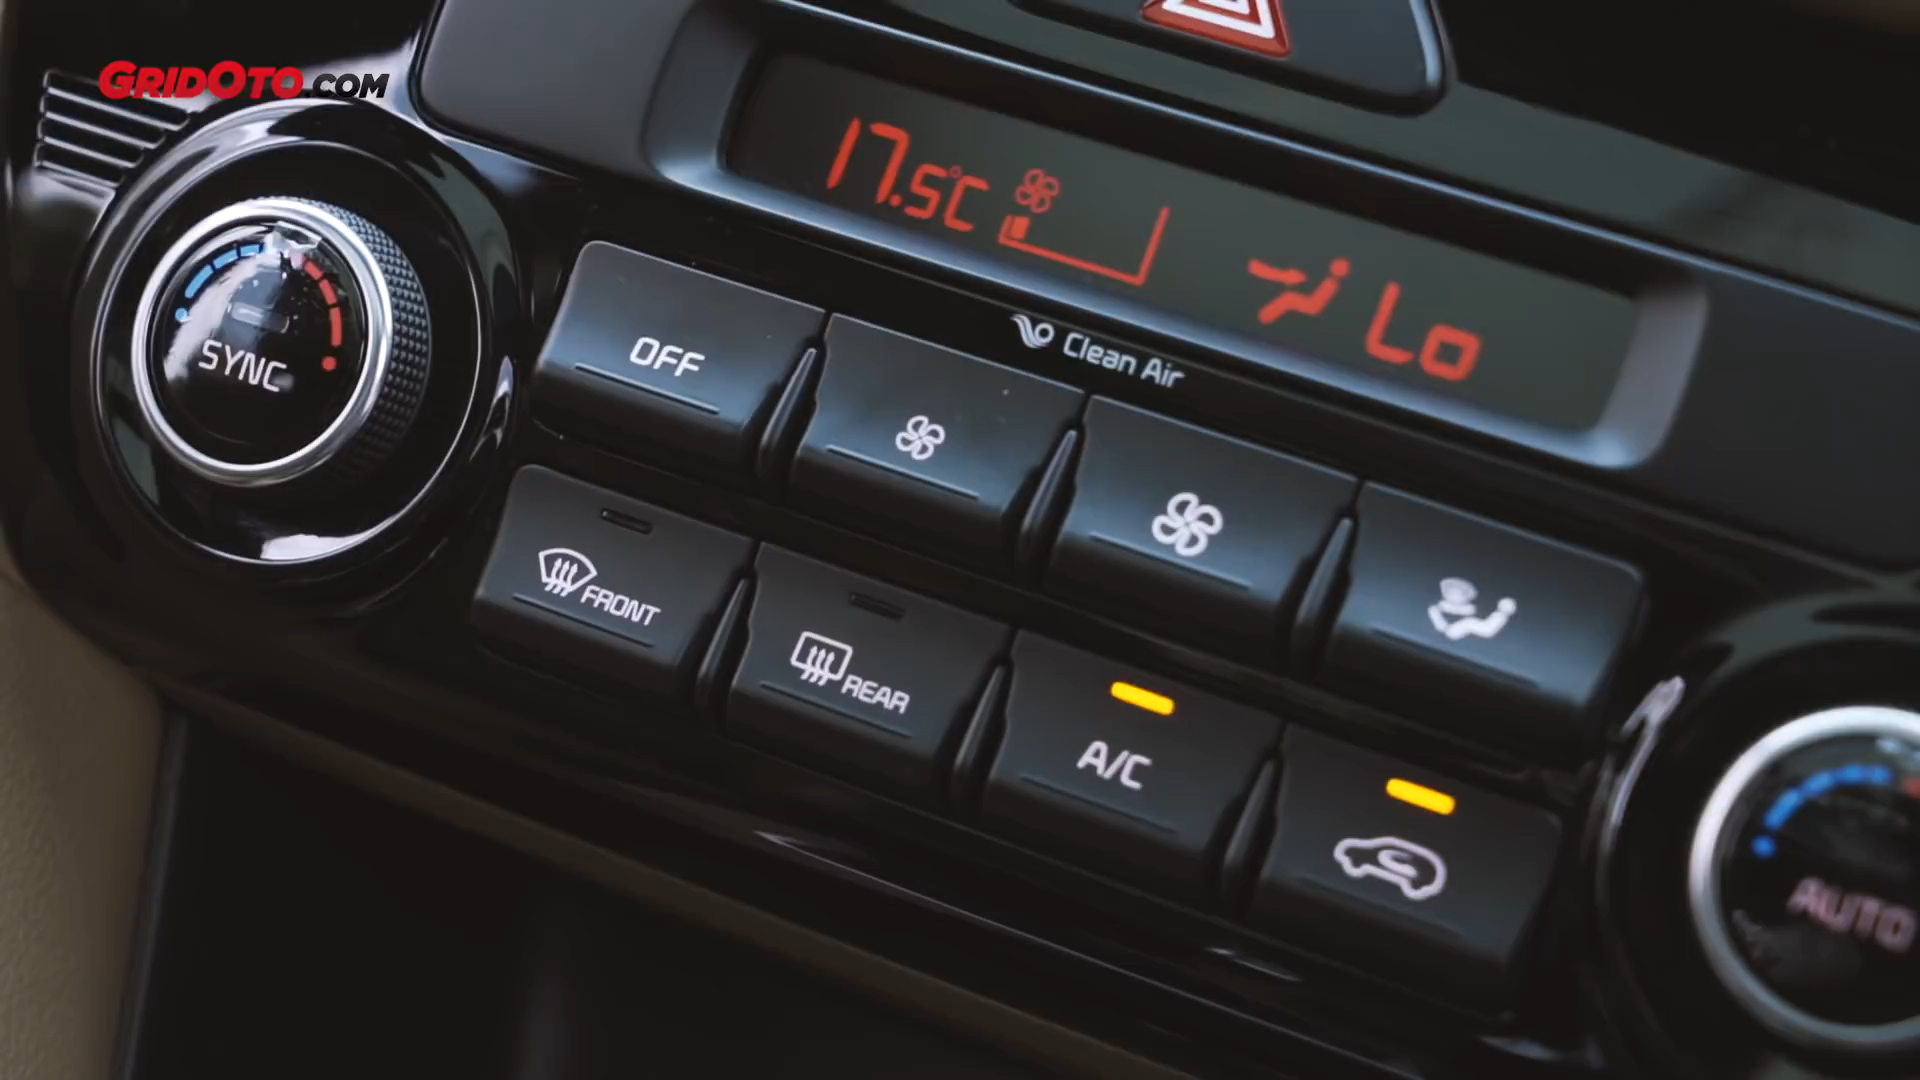 GRIDOTO.COM
17.5°C
Lo
Clean Air
SYNC
OFF
FRONT
REAR
A/C
AUTO